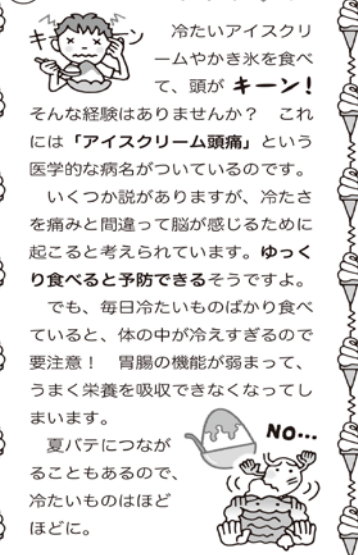 キーン
冷たいアイスクリ
ームやかき氷を食べ
て、頭が キーン!
そんな経験はありませんか? これ
には「アイスクリーム頭痛」という
医学的な病名がついているのです。
いくつか説がありますが、冷たさ
を痛みと間違って脳が感じるために
起こると考えられています。ゆっく
り食べると予防できるそうですよ。
でも、毎日冷たいものばかり食べ
ていると、体の中が冷えすぎるので
要注意! 胃腸の機能が弱まって、
うまく栄養を吸収できなくなってし
まいます。
夏バテにつなが
ることもあるので、
冷たいものはほど
ほどに。
NO...